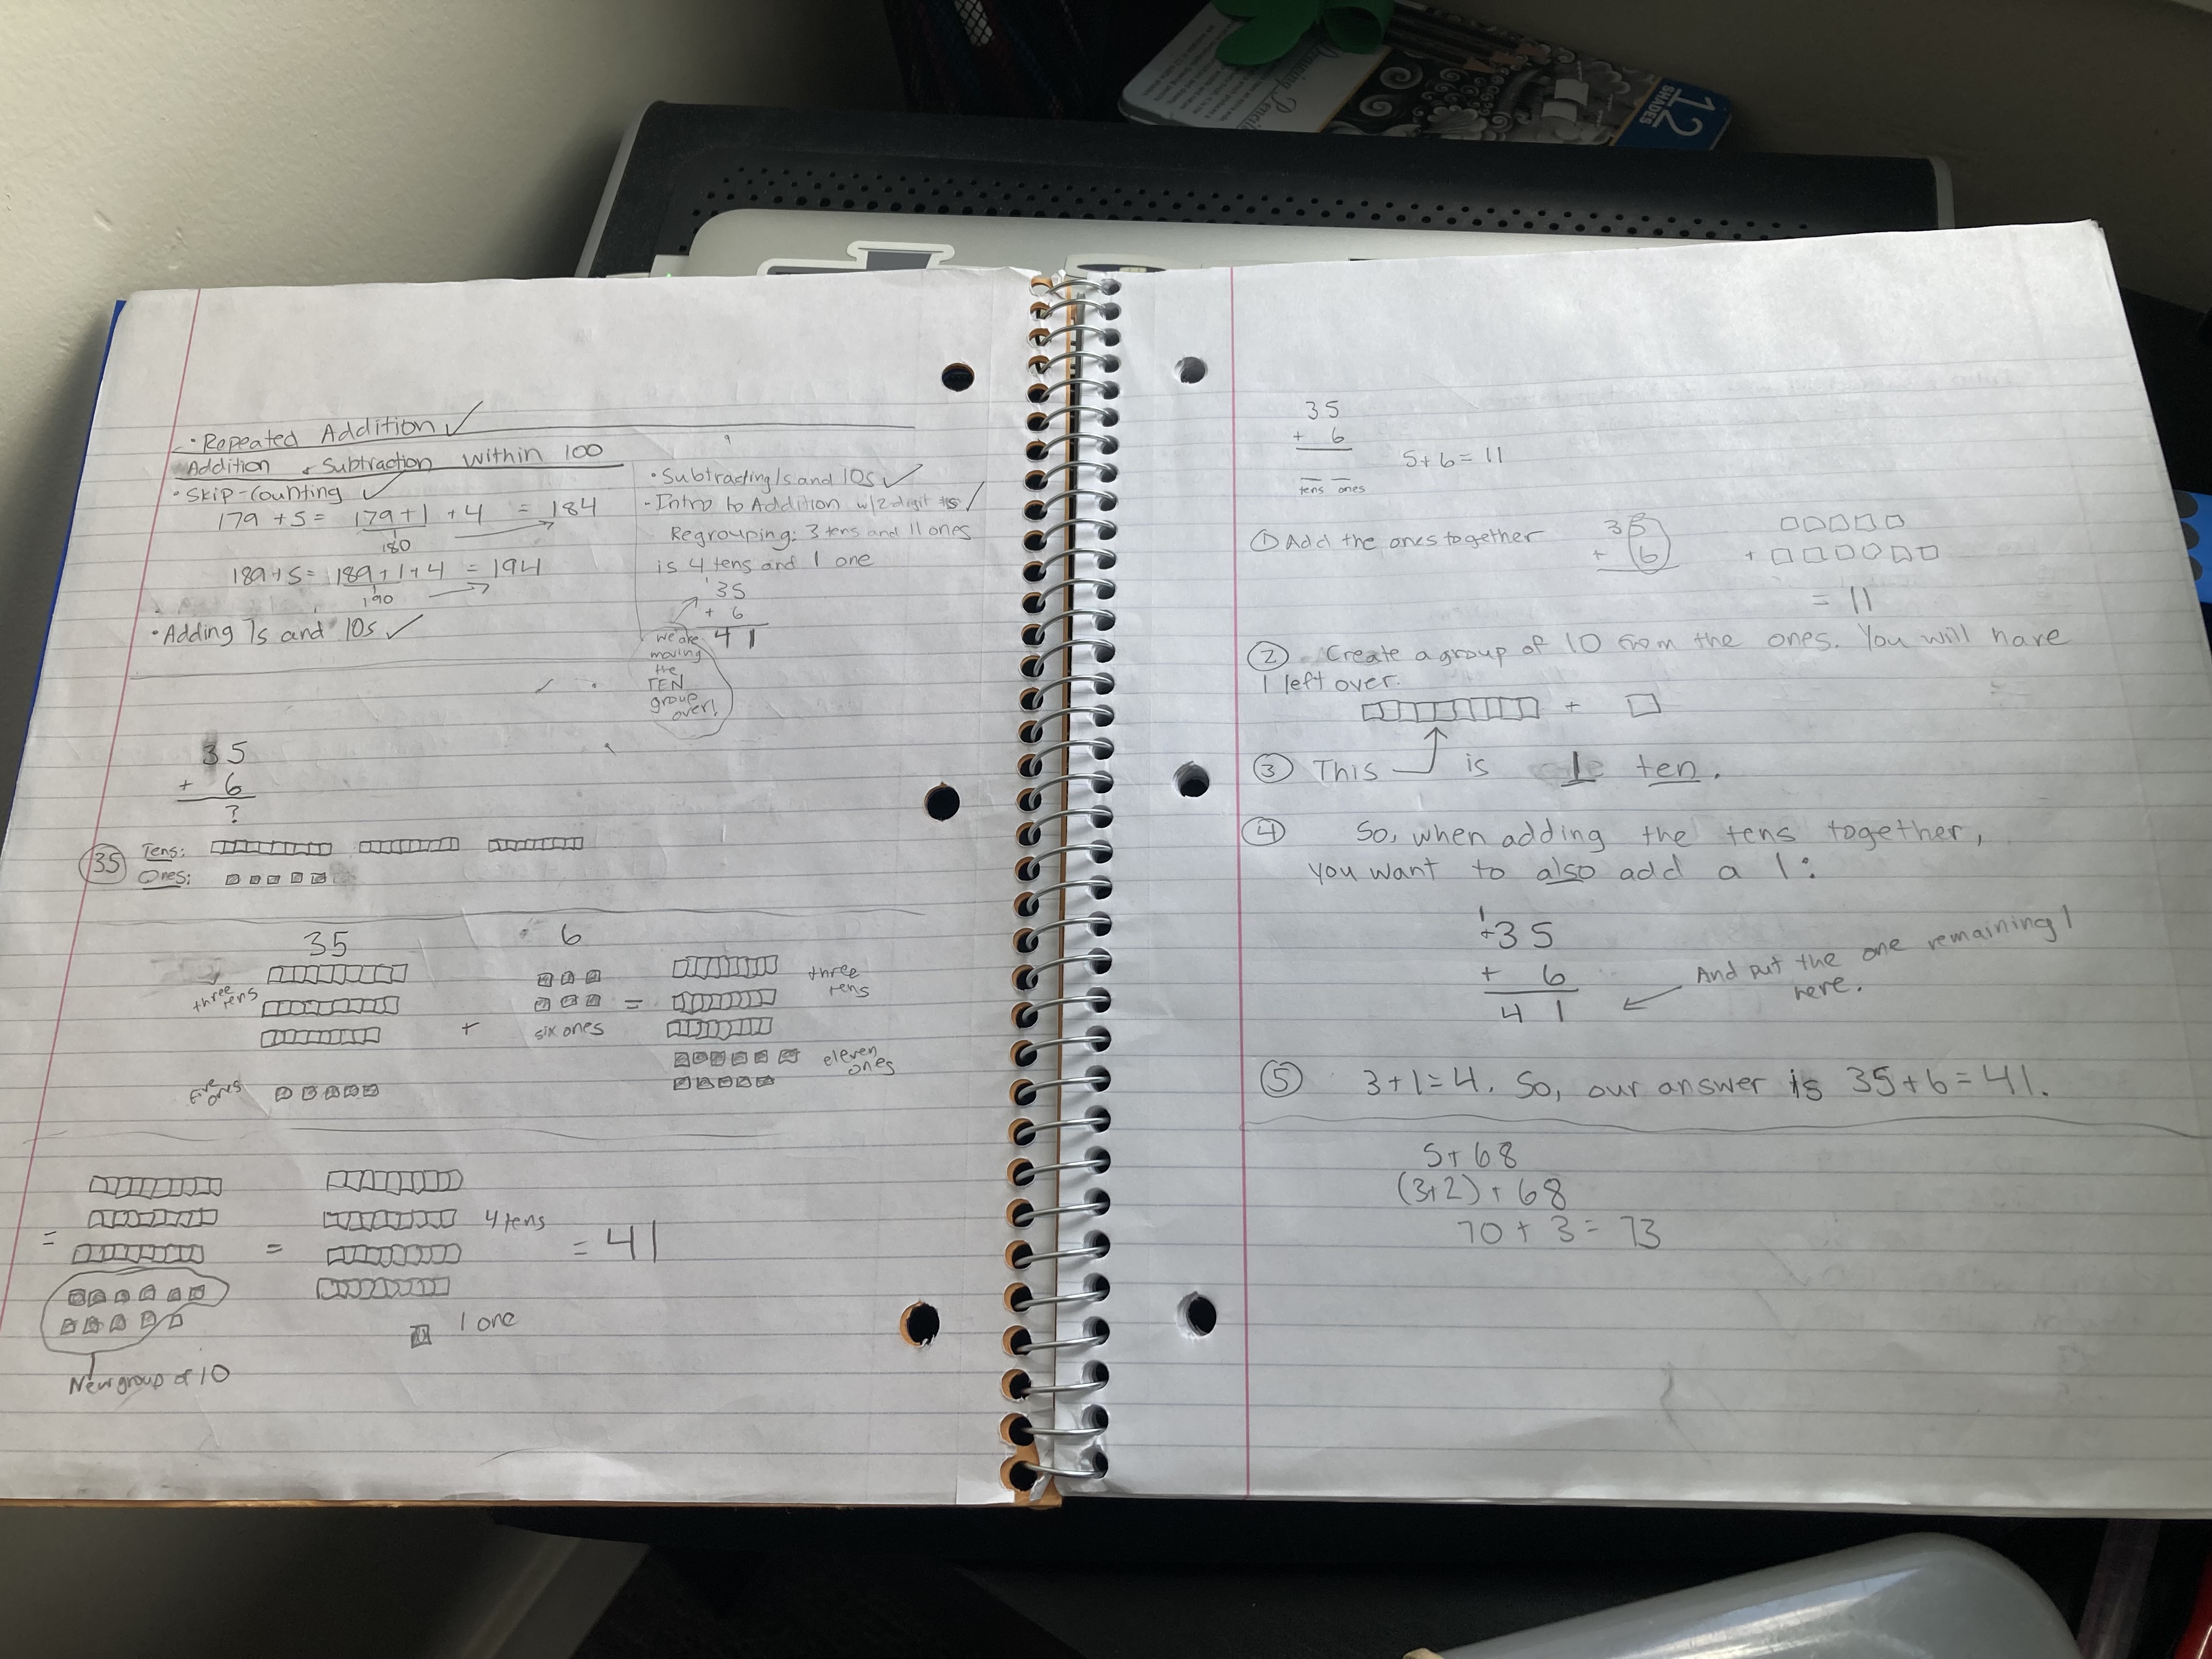 Drawing Pencils
12
SHADES
• Repeated Addition ✓
Addition + Subtraction within 100
• Skip-Counting ✓
179 + 5 = 179 + 1 + 4 = 184
180
189 + 5 = 189 + 1 + 4 = 194
190
• Adding 1s and 10s ✓
• Subtracting 1s and 10s ✓
- Intro to Addition w/ 2 digit #s ✓
Regrouping: 3 tens and 11 ones
is 4 tens and 1 one
1
35
+ 6
41
we are
moving
the
TEN
group
over!
35
+ 6
?
35
Tens:
Ones:
35
6
three
tens
+
six ones
=
three
tens
eleven
ones
five
ones
=
=
4 tens
= 41
1 one
New group of 10
35
+ 6
5 + 6 = 11
tens ones
① Add the ones together
35
+ 6
+
= 11
② Create a group of 10 from the ones. You will have
1 left over.
+
③ This is 1 ten.
④ So, when adding the tens together,
you want to also add a 1:
1
+35
+ 6
41
And put the one remaining 1
here.
⑤ 3+1=4. So, our answer is 35+6=41.
5+68
(3+2) + 68
70 + 3 = 73